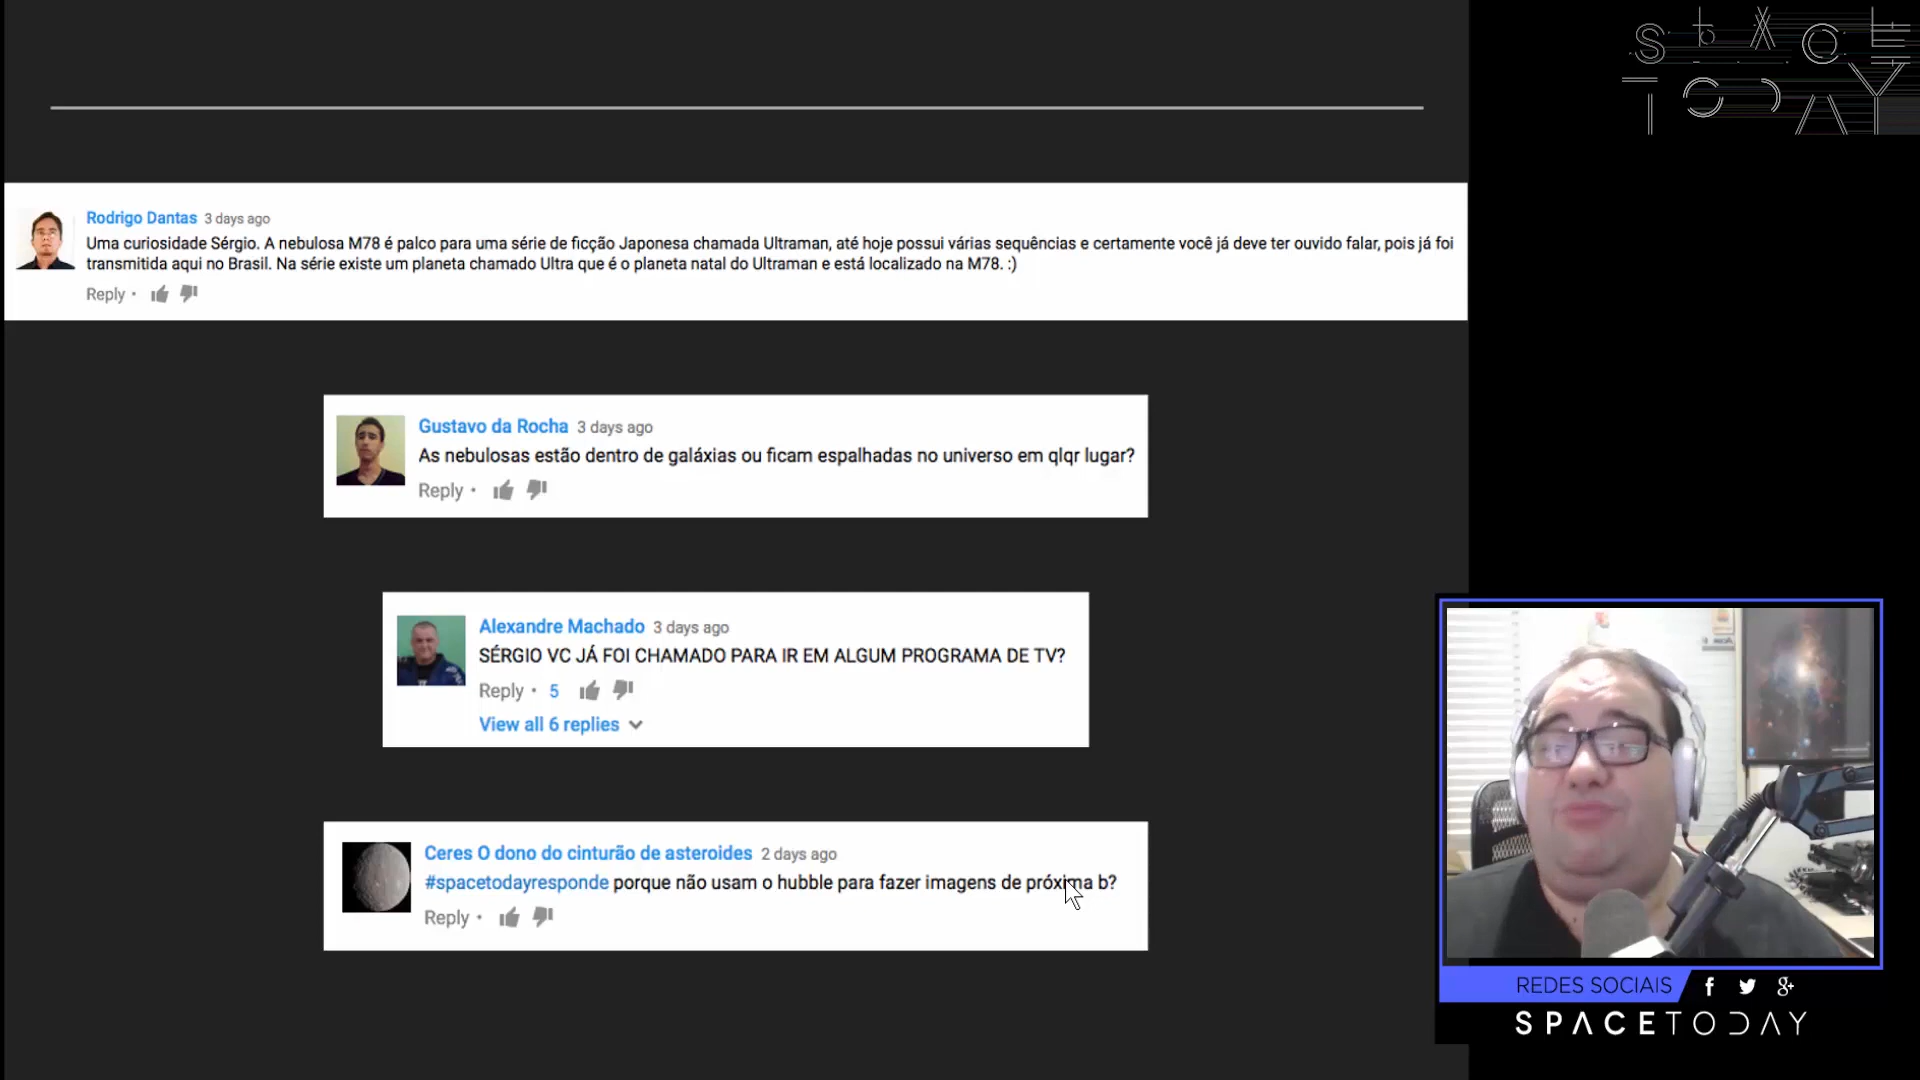 SPACE
TODAY
Rodrigo Dantas 3 days ago
Uma curiosidade Sérgio. A nebulosa M78 é palco para uma série de ficção Japonesa chamada Ultraman, até hoje possui várias sequências e certamente você já deve ter ouvido falar, pois já foi
transmitida aqui no Brasil. Na série existe um planeta chamado Ultra que é o planeta natal do Ultraman e está localizado na M78. :)
Reply •
Gustavo da Rocha 3 days ago
As nebulosas estão dentro de galáxias ou ficam espalhadas no universo em qlqr lugar?
Reply •
Alexandre Machado 3 days ago
SÉRGIO VC JÁ FOI CHAMADO PARA IR EM ALGUM PROGRAMA DE TV?
Reply • 5
View all 6 replies
Ceres O dono do cinturão de asteroides 2 days ago
#spacetodayresponde porque não usam o hubble para fazer imagens de próxima b?
Reply •
REDES SOCIAIS f g+
SPACETODAY